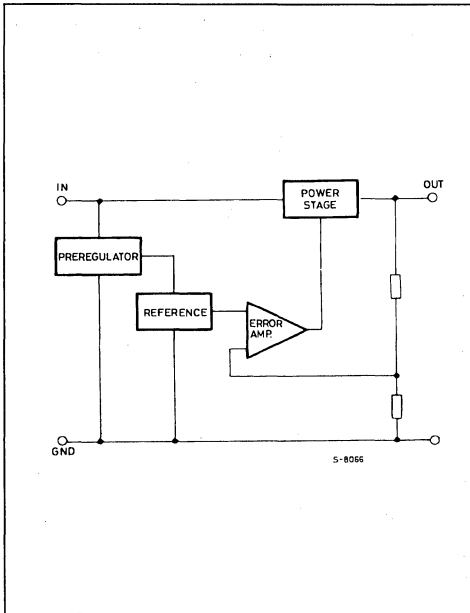 IN
POWER
STAGE
OUT
PREREGULATOR
REFERENCE
ERROR
AMP.
GND
S-8066